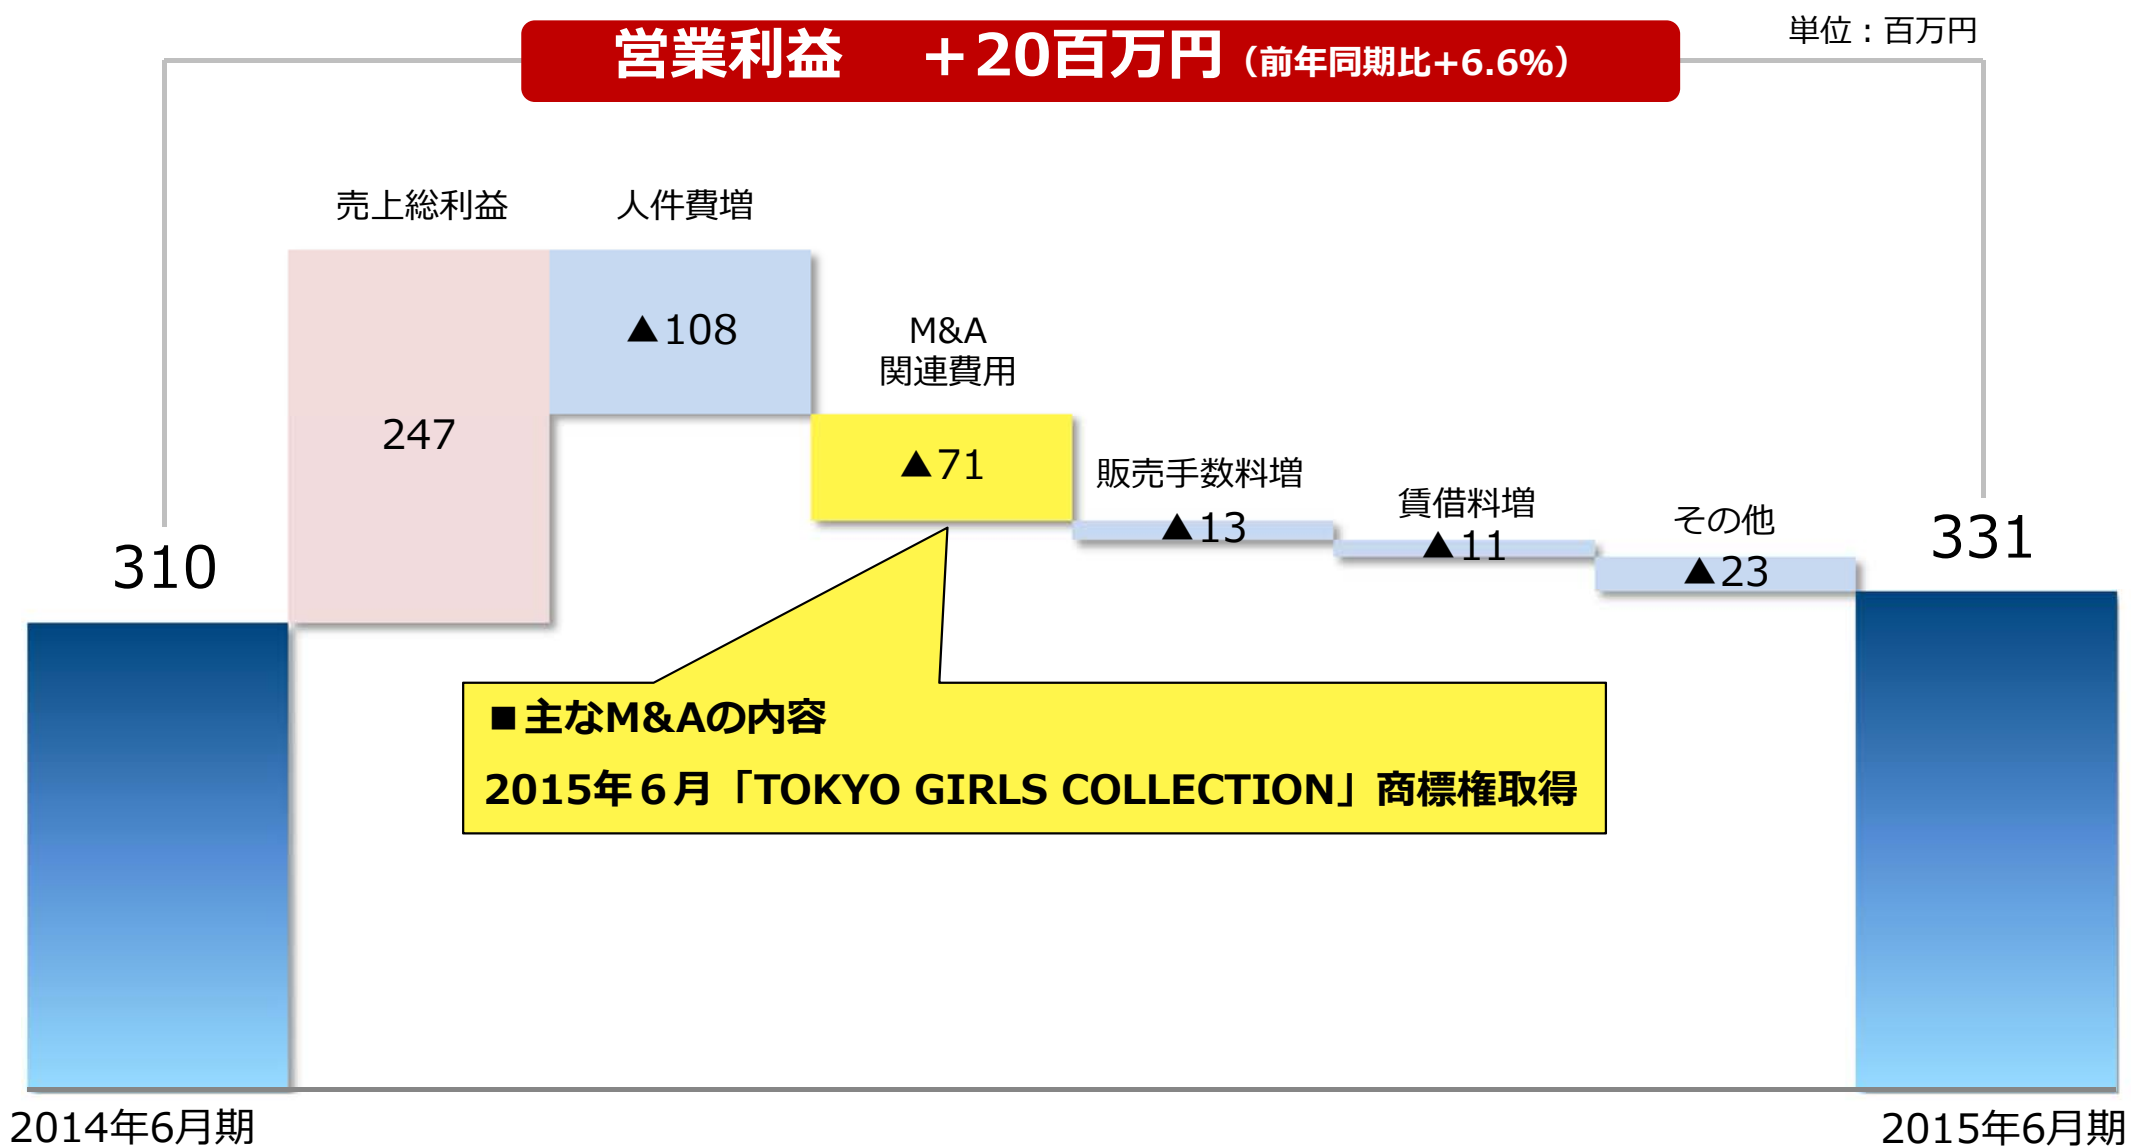 単位：百万円
営業利益　＋20百万円（前年同期比+6.6%）
売上総利益
人件費増
247
▲108
M&A
関連費用
▲71
販売手数料増
▲13
賃借料増
▲11
その他
▲23
310
331
■主なM&Aの内容
2015年６月「TOKYO GIRLS COLLECTION」商標権取得
2014年6月期
2015年6月期